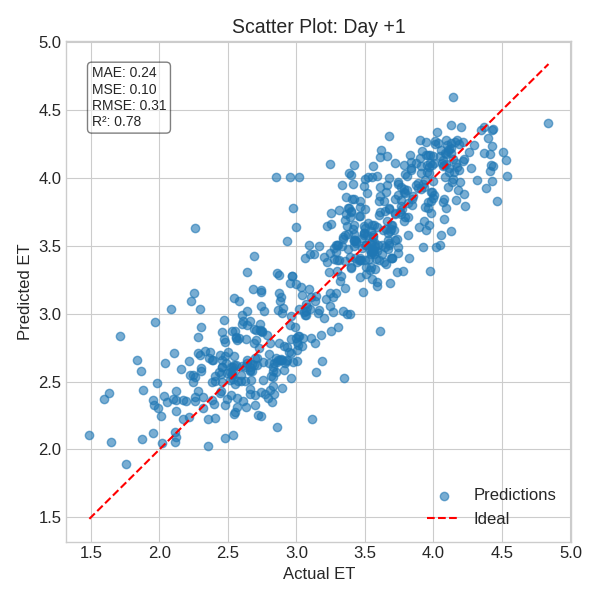 Scatter Plot: Day +1
MAE: 0.24
MSE: 0.10
RMSE: 0.31
R²: 0.78
Predicted ET
5.0
4.5
4.0
3.5
3.0
2.5
2.0
1.5
Predictions
Ideal
1.5 2.0 2.5 3.0 3.5 4.0 4.5 5.0
Actual ET